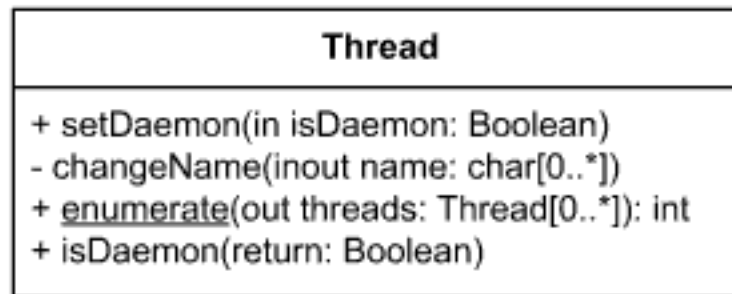 Thread
+ setDaemon(in isDaemon: Boolean)
- changeName(inout name: char[0..*])
+ enumerate(out threads: Thread[0..*]): int
+ isDaemon(return: Boolean)